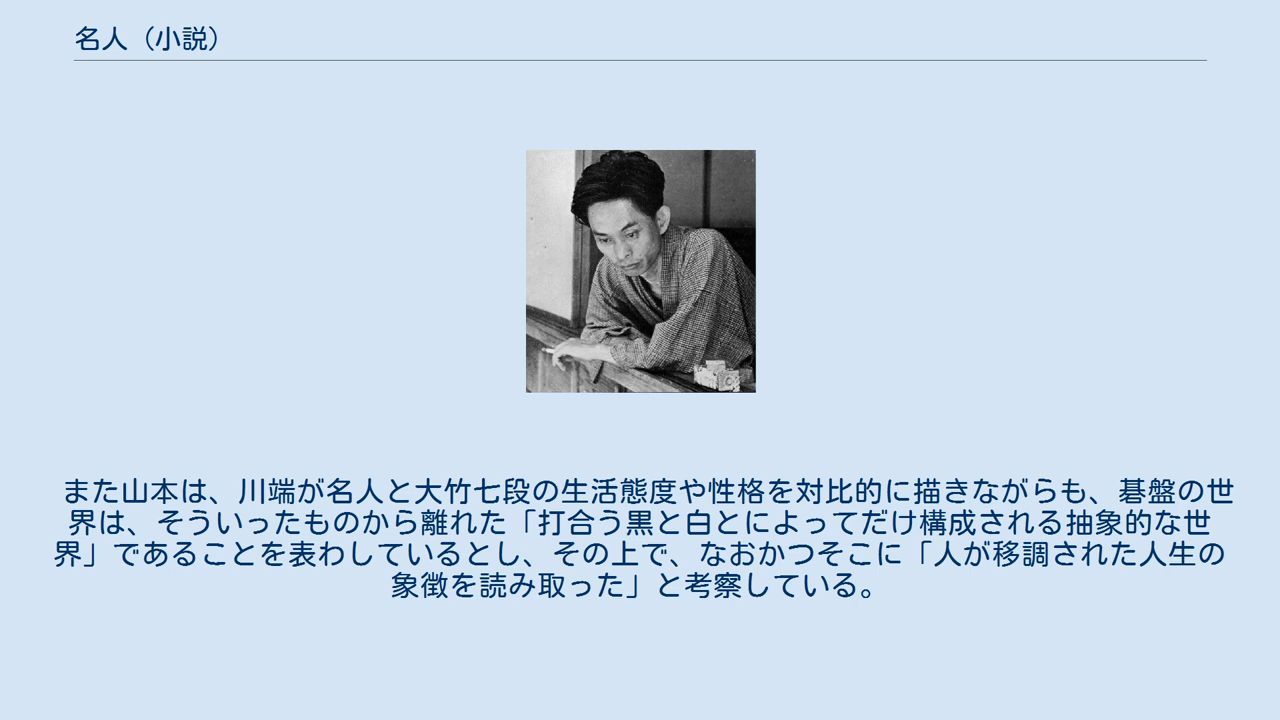 名人（小説）
また山本は、川端が名人と大竹七段の生活態度や性格を対比的に描きながらも、碁盤の世
界は、そういったものから離れた「打合う黒と白とによってだけ構成される抽象的な世
界」であることを表わしているとし、その上で、なおかつそこに「人が移調された人生の
象徴を読み取った」と考察している。